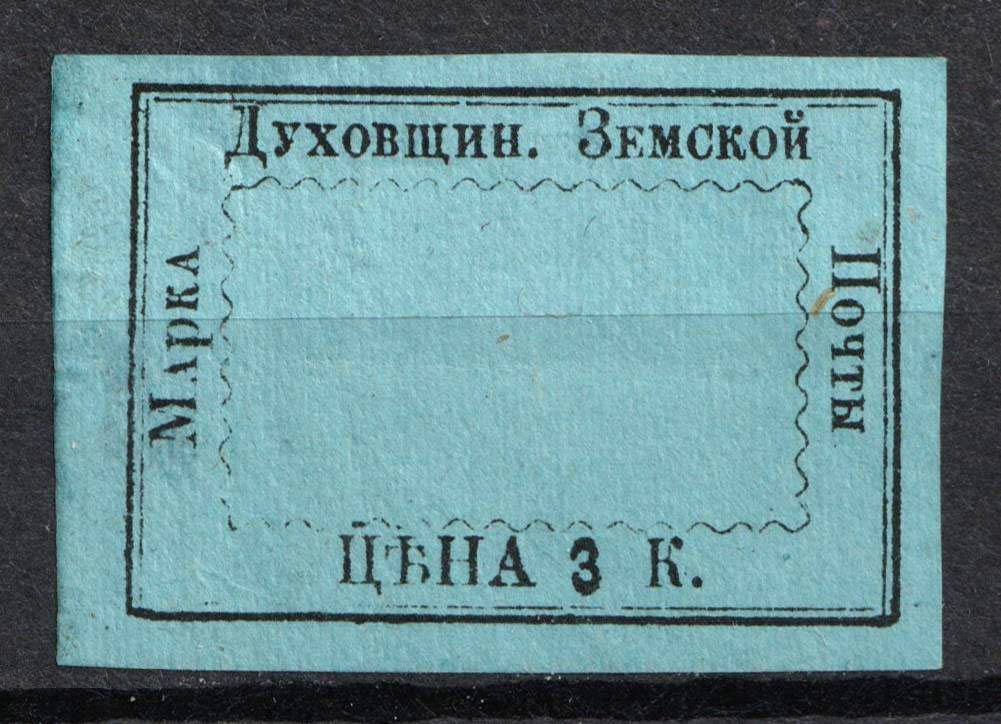 Марка
Духовщин. Земской
Почты
ЦѢНА 3 К.